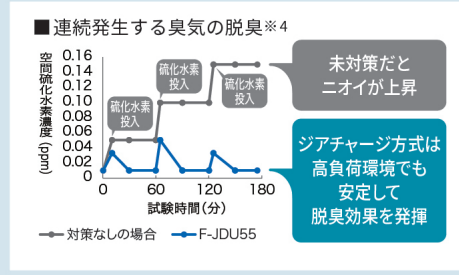 ■連続発生する臭気の脱臭※4
空間硫化水素濃度(ppm)
0.16
0.14
0.12
0.10
0.08
0.06
0.04
0.02
0
硫化水素
投入
硫化水素
投入
硫化水素
投入
0 60 120 180
試験時間(分)
対策なしの場合 F-JDU55
未対策だと
ニオイが上昇
ジアチャージ方式は
高負荷環境でも
安定して
脱臭効果を発揮